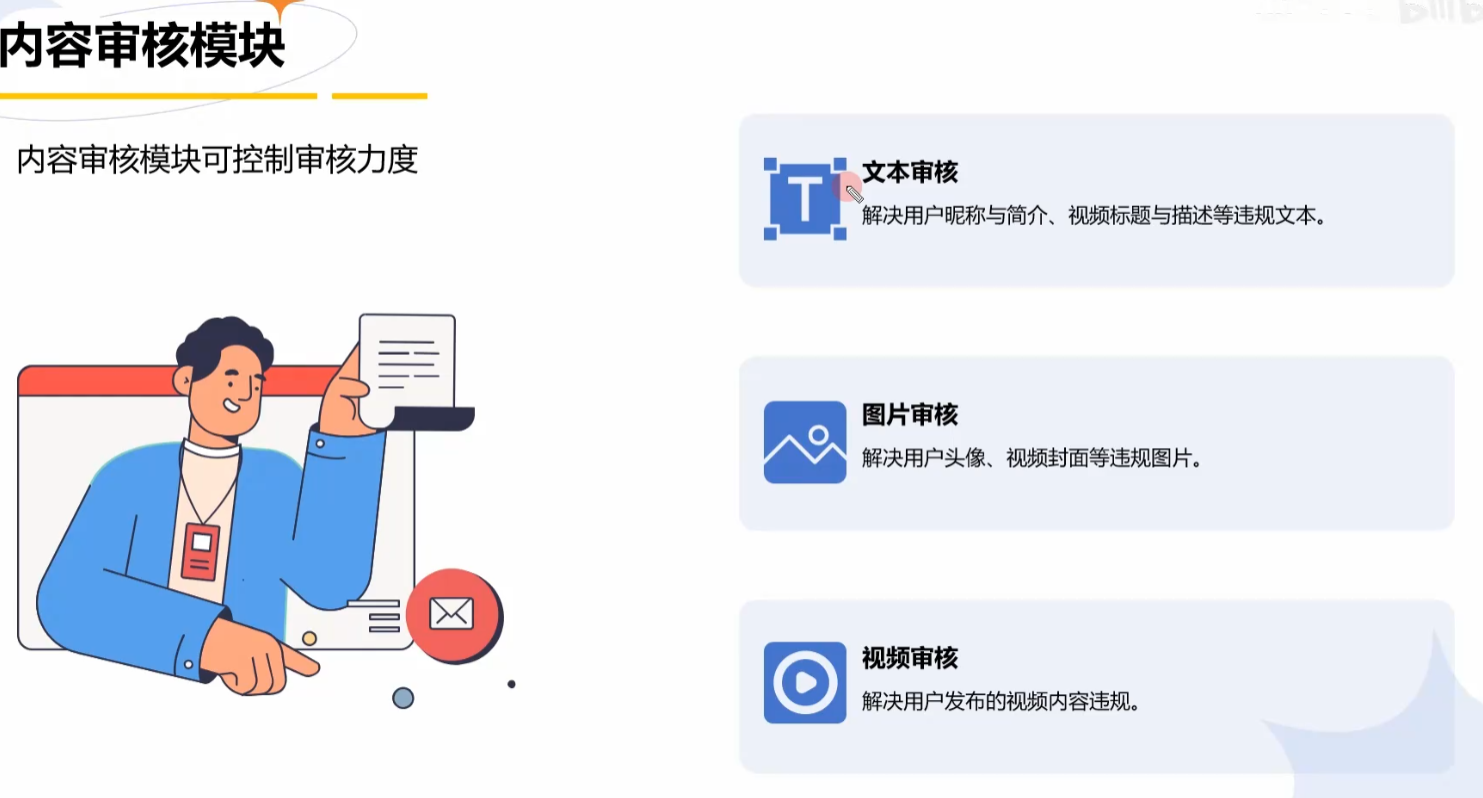 内容审核模块
内容审核模块可控制审核力度
T
文本审核
解决用户昵称与简介、视频标题与描述等违规文本。
图片审核
解决用户头像、视频封面等违规图片。
视频审核
解决用户发布的视频内容违规。